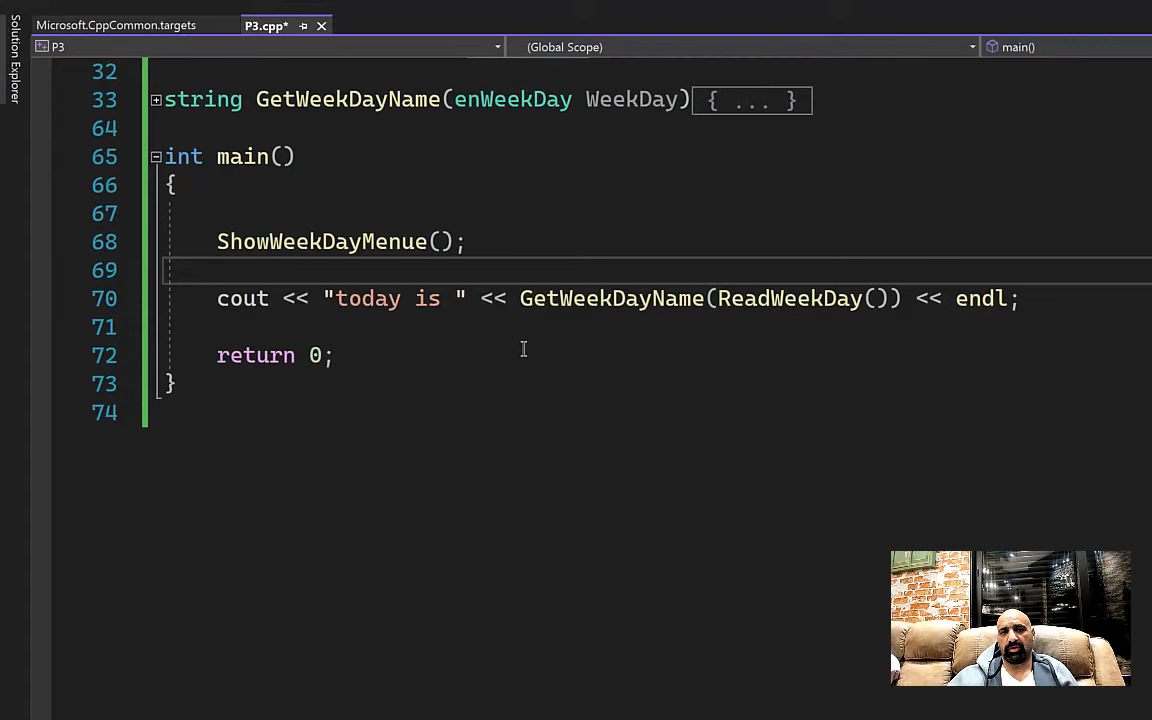 Solution Explorer
Microsoft.CppCommon.targets P3.cpp*
P3 (Global Scope) main()
32
33 string GetWeekDayName(enWeekDay WeekDay){ ... }
64
65 int main()
66 {
67
68 ShowWeekDayMenue();
69
70 cout << "today is " << GetWeekDayName(ReadWeekDay()) << endl;
71
72 return 0;
73 }
74